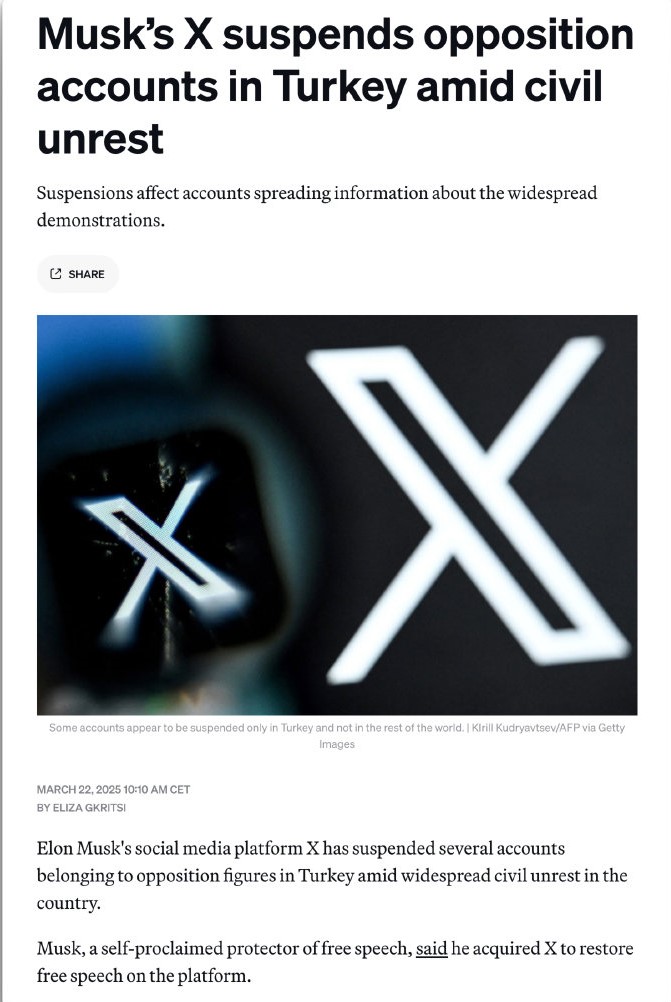 Musk’s X suspends opposition
accounts in Turkey amid civil
unrest
Suspensions affect accounts spreading information about the widespread
demonstrations.
SHARE
Some accounts appear to be suspended only in Turkey and not in the rest of the world. | KIrill Kudryavtsev/AFP via Getty
Images
MARCH 22, 2025 10:10 AM CET
BY ELIZA GKRITSI
Elon Musk's social media platform X has suspended several accounts
belonging to opposition figures in Turkey amid widespread civil unrest in the
country.
Musk, a self-proclaimed protector of free speech, said he acquired X to restore
free speech on the platform.